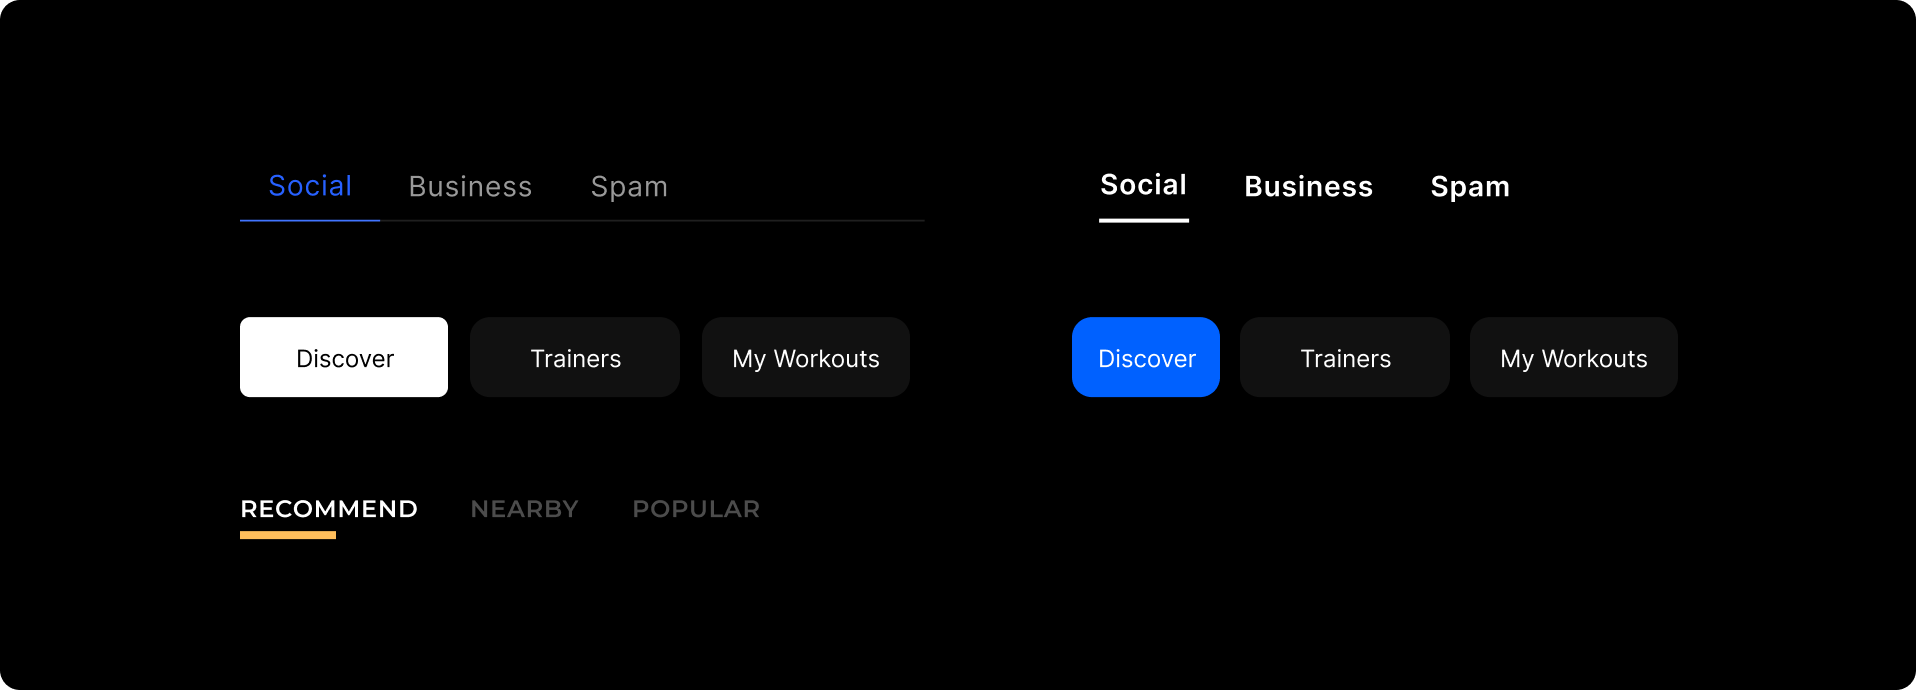 Social Business Spam
Social Business Spam
Discover Trainers My Workouts
Discover Trainers My Workouts
RECOMMEND NEARBY POPULAR